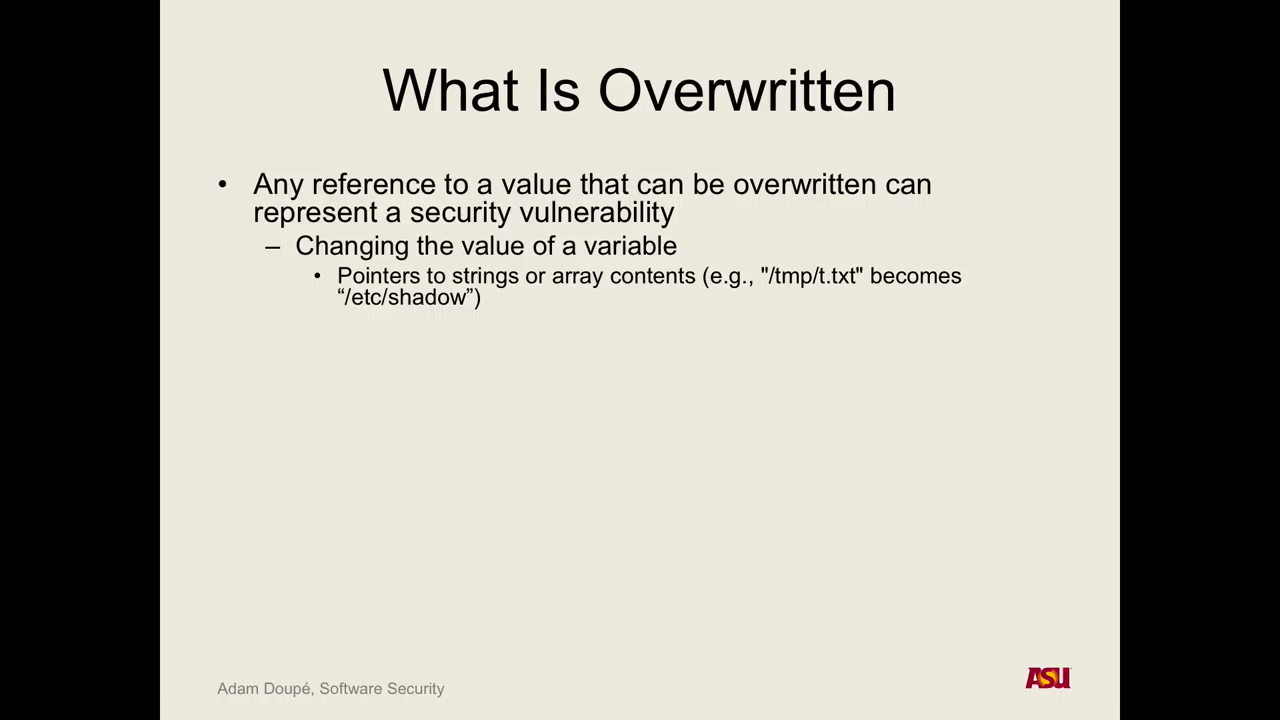 What Is Overwritten
• Any reference to a value that can be overwritten can
represent a security vulnerability
– Changing the value of a variable
• Pointers to strings or array contents (e.g., "/tmp/t.txt" becomes
“/etc/shadow”)
Adam Doupé, Software Security
ASU